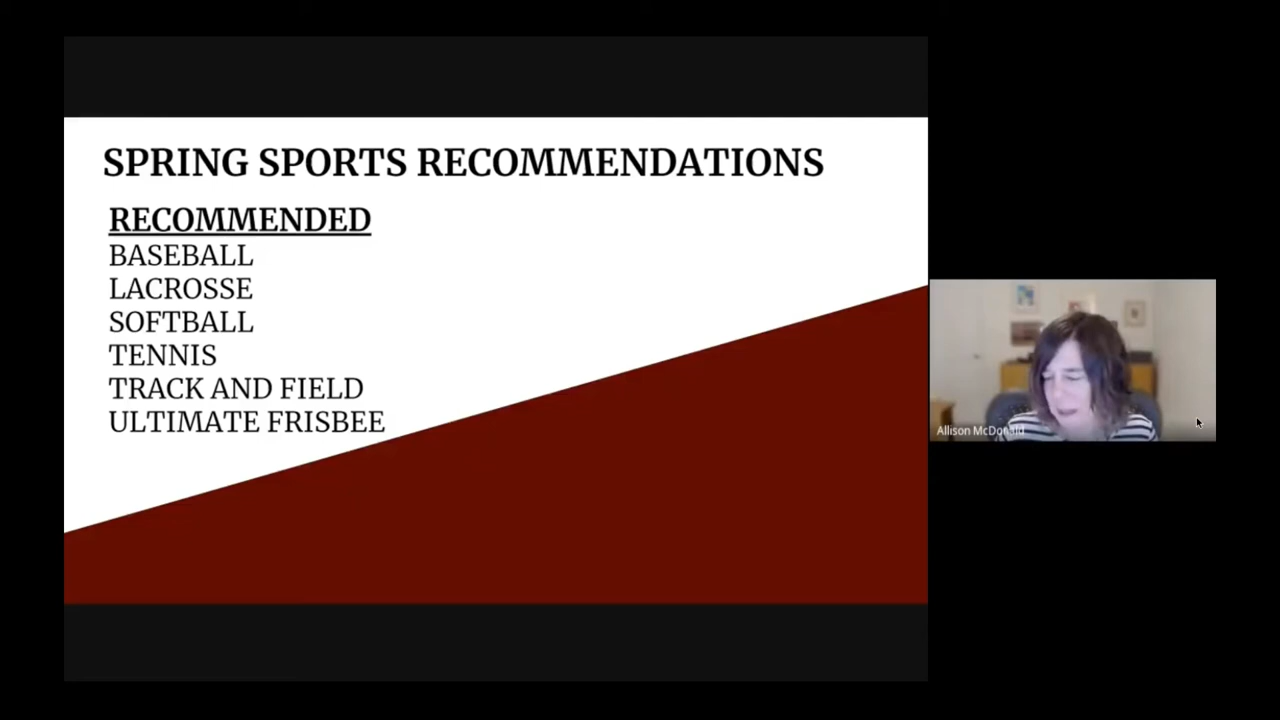 SPRING SPORTS RECOMMENDATIONS
RECOMMENDED
BASEBALL
LACROSSE
SOFTBALL
TENNIS
TRACK AND FIELD
ULTIMATE FRISBEE
Allison McDonald